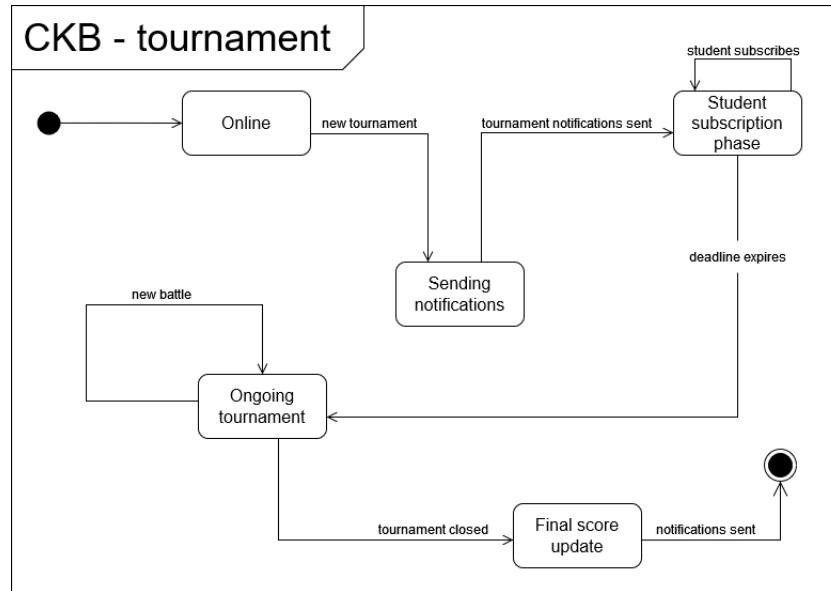 CKB - tournament
student subscribes
Online
new tournament
tournament notifications sent
Student
subscription
phase
deadline expires
Sending
notifications
new battle
Ongoing
tournament
tournament closed
Final score
update
notifications sent